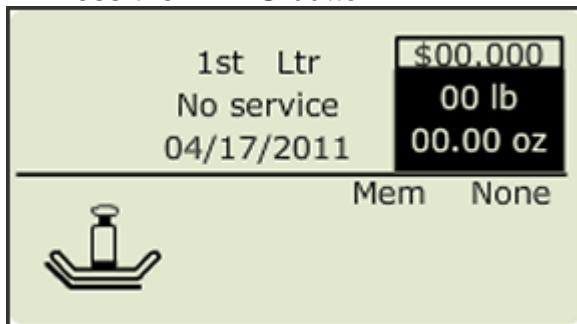 1st Ltr
$00.000
No service
00 lb
04/17/2011
00.00 oz
Mem None